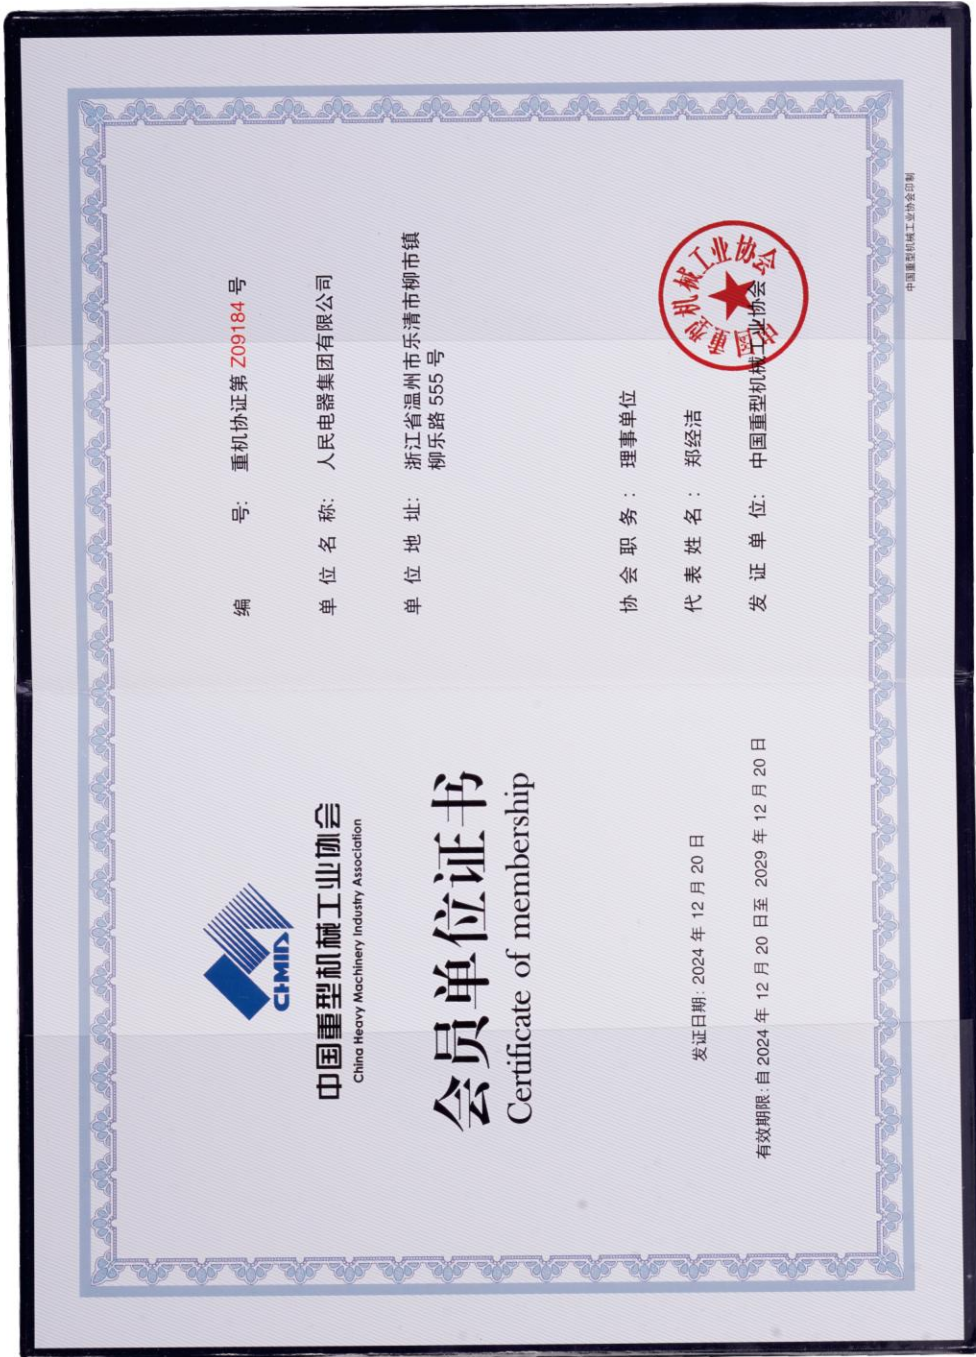 CHMIA
中国重型机械工业协会
China Heavy Machinery Industry Association
会员单位证书
Certificate of membership
发证日期: 2024 年 12 月 20 日
有效期限: 自 2024 年 12 月 20 日至 2029 年 12 月 20 日
编 号: 重机协证第 Z09184 号
单 位 名 称: 人民电器集团有限公司
单 位 地 址: 浙江省温州市乐清市柳市镇
柳乐路 555 号
协 会 职 务: 理事单位
代 表 姓 名: 郑经洁
发 证 单 位: 中国重型机械工业协会
中国重型机械工业协会
中国重型机械工业协会印制